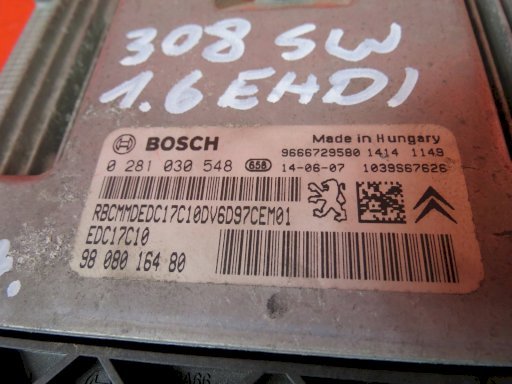 308 SW
1.6 EHDI
BOSCH
Made in Hungary
0 281 030 548 658
9666729580 1414 1149
14-06-07 1039S67626
RBCMMDEDC17C10DV6D97CEM01
EDC17C10
98 080 164 80